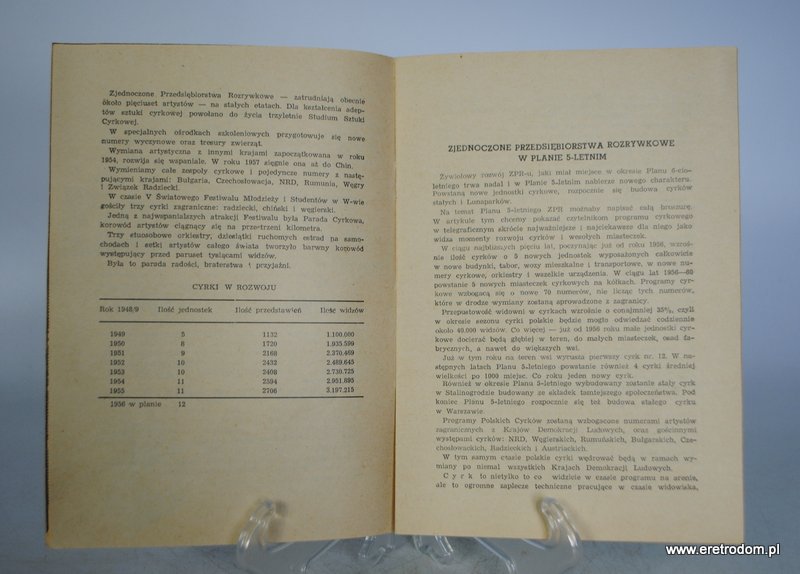 Zjednoczone Przedsiębiorstwa Rozrywkowe — zatrudniają obecnie
około pięciuset artystów — na stałych etatach. Dla kształcenia adep-
tów sztuki cyrkowej powołano do życia trzyletnie Studium Sztuki
Cyrkowej.
W specjalnych ośrodkach szkoleniowych przygotowuje się nowe
numery wyczynowe oraz tresury zwierząt.
Wymiana artystyczna z innymi krajami zapoczątkowana w roku
1954, rozwija się wspaniale. W roku 1957 sięgnie ona aż do Chin.
Wymieniamy całe zespoły cyrkowe i pojedyncze numery z nastę-
pującymi krajami: Bułgaria, Czechosłowacja, NRD, Rumunia, Węgry
i Związek Radziecki.
W czasie V Światowego Festiwalu Młodzieży i Studentów w W-wie
gościły trzy cyrki zagraniczne: radziecki, chiński i węgierski.
Jedną z najwspanialszych atrakcji Festiwalu była Parada Cyrkowa,
korowód artystów ciągnący się na przestrzeni kilometra.
Trzy stuosobowe orkiestry, dziesiątki ruchomych estrad na samo-
chodach i setki artystów całego świata tworzyło barwny korowód
występujący przed paruset tysiącami widzów.
Była to parada radości, braterstwa i przyjaźni.
CYRKI W ROZWOJU
Rok 1948/9 Ilość jednostek Ilość przedstawień Ilość widzów
1949 5 1132 1.100.000
1950 8 1720 1.935.599
1951 9 2168 2.370.469
1952 10 2432 2.489.645
1953 10 2408 2.730.725
1954 11 2594 2.951.895
1955 11 2706 3.197.215
1956 w planie 12
ZJEDNOCZONE PRZEDSIĘBIORSTWA ROZRYWKOWE
W PLANIE 5-LETNIM
Żywiołowy rozwój ZPR-u, jaki miał miejsce w okresie Planu 6-cio-
letniego trwa nadal i w Planie 5-letnim nabierze nowego charakteru.
Powstaną nowe jednostki cyrkowe, rozpocznie się budowa cyrków
stałych i Lunaparków.
Na temat Planu 5-letniego ZPR możnaby napisać całą broszurę.
W artykule tym chcemy pokazać czytelnikom programu cyrkowego
w telegraficznym skrócie najważniejsze i najciekawsze dla niego jako
widza momenty rozwoju cyrków i wesołych miasteczek.
W ciągu najbliższych pięciu lat, poczynając już od roku 1956, wzroś-
nie ilość cyrków o 5 nowych jednostek wyposażonych całkowicie
w nowe budynki, tabor, wozy mieszkalne i transportowe, w nowe nu-
mery cyrkowe, orkiestry i wszelkie urządzenia. W ciągu lat 1956—60
powstanie 5 nowych miasteczek cyrkowych na kółkach. Programy cyr-
kowe wzbogacą się o nowe 70 numerów, nie licząc tych numerów,
które w drodze wymiany zostaną sprowadzone z zagranicy.
Przepustowość widowni w cyrkach wzrośnie o conajmniej 35%, czyli
w okresie sezonu cyrki polskie będzie mogło odwiedzać codziennie
około 40.000 widzów. Co więcej — już od 1956 roku małe jednostki cyr-
kowe docierać będą głębiej w teren, do małych miasteczek, osad fa-
brycznych, a nawet do większych wsi.
Już w tym roku na teren wsi wyrusza pierwszy cyrk nr. 12. W na-
stępnych latach Planu 5-letniego powstanie również 4 cyrki średniej
wielkości po 1000 miejsc. Co roku jeden nowy cyrk.
Również w okresie Planu 5-letniego wybudowany zostanie stały cyrk
w Stalinogrodzie budowany ze składek tamtejszego społeczeństwa. Pod
koniec Planu 5-letniego rozpocznie się też budowa stałego cyrku
w Warszawie.
Programy Polskich Cyrków zostaną wzbogacone numerami artystów
zagranicznych z Krajów Demokracji Ludowych, oraz gościnnymi
występami cyrków: NRD, Węgierskich, Rumuńskich, Bułgarskich, Cze-
chosłowackich, Radzieckich i Austriackich.
W tym samym czasie polskie cyrki wędrować będą w ramach wy-
miany po niemal wszystkich Krajach Demokracji Ludowych.
Cyrk to nietylko to co widzicie w czasie programu na arenie,
ale to ogromne zaplecze techniczne pracujące w czasie widowiska,
www.eretrodom.pl